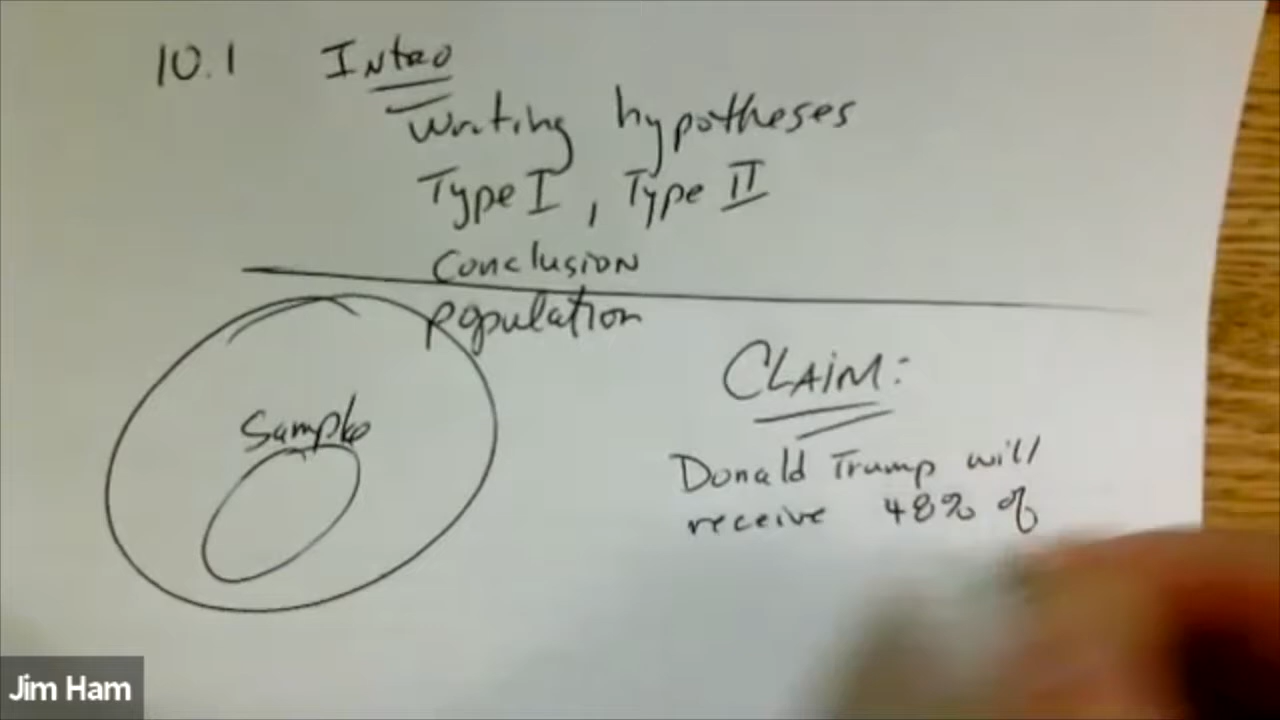 10.1 Intro
Writing hypotheses
Type I, Type II
Conclusion
population
Sample
CLAIM:
Donald Trump will
receive 48% of
Jim Ham